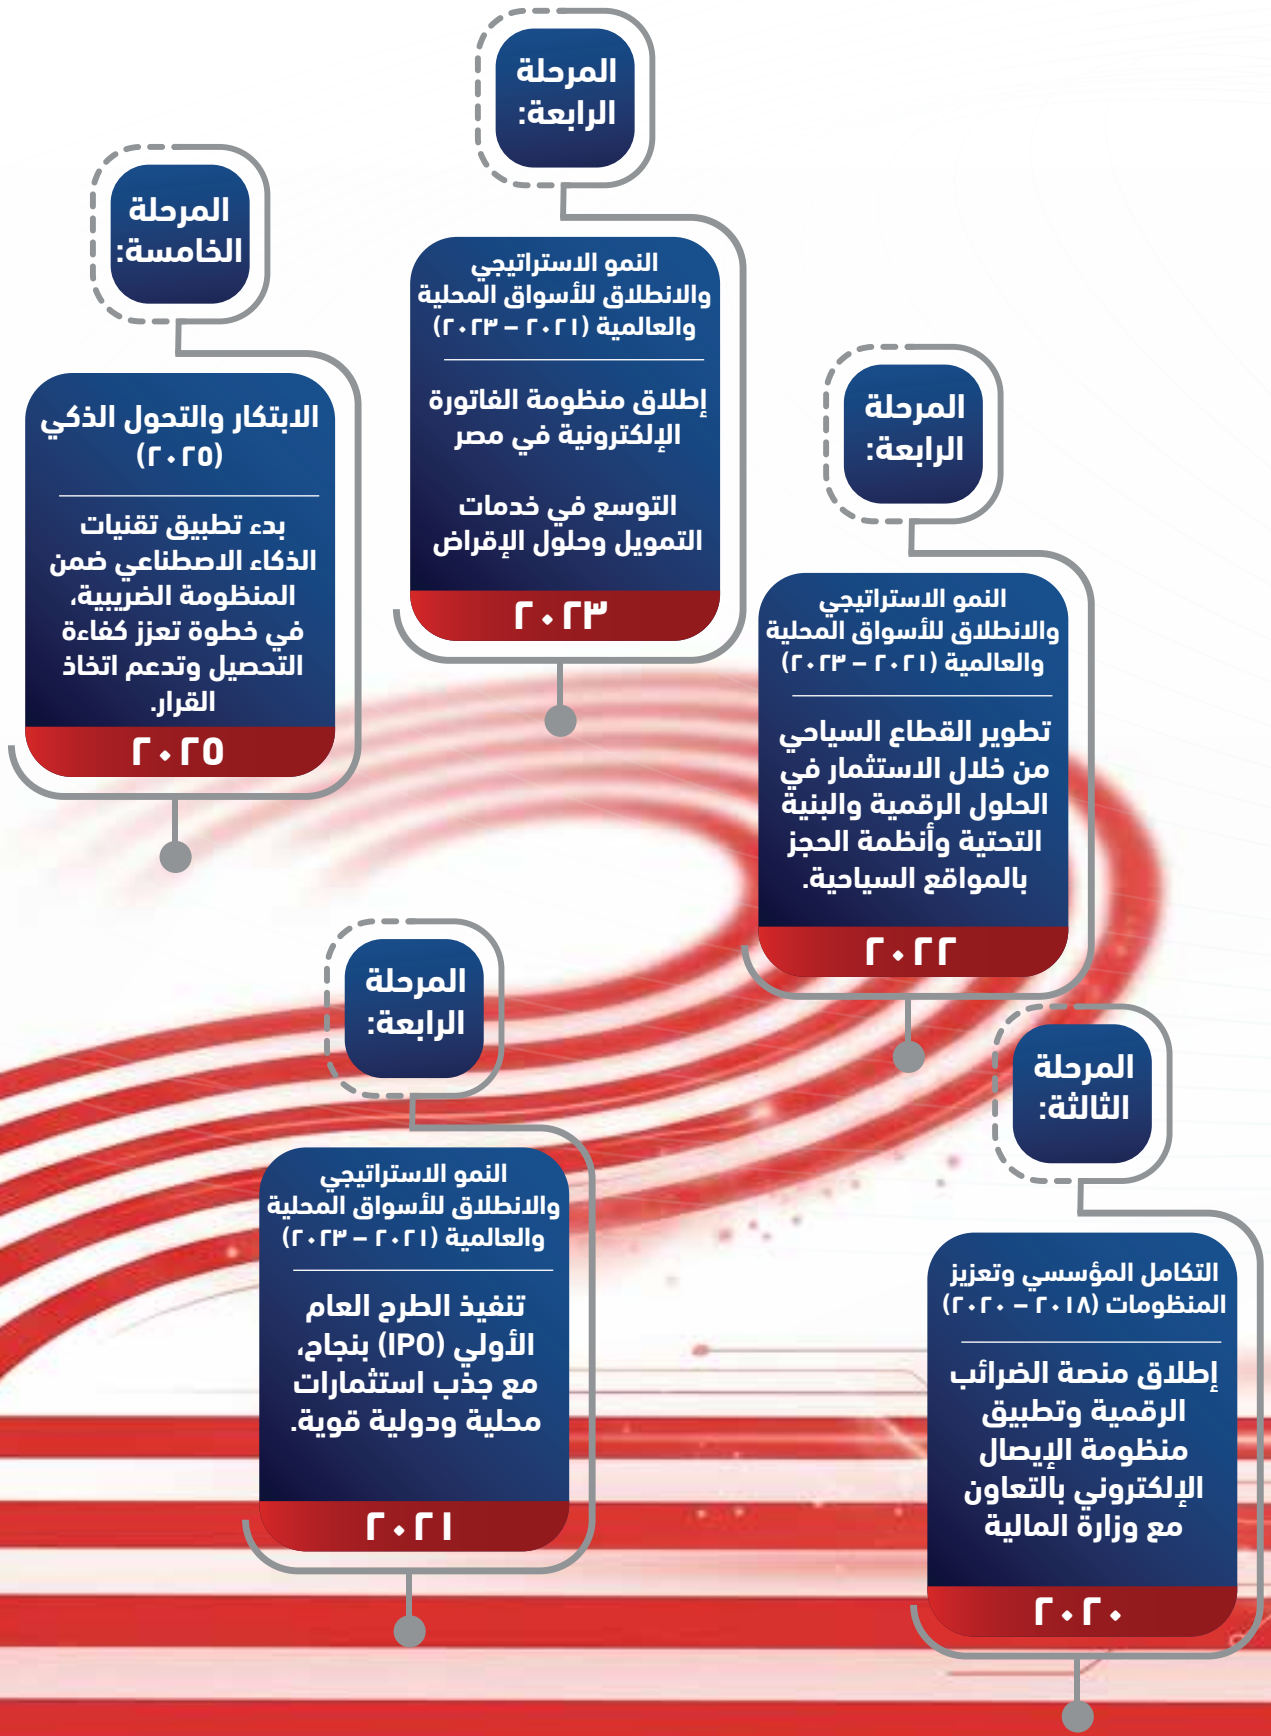 المرحلة
الرابعة:
النمو الاستراتيجي
والانطلاق للأسواق المحلية
والعالمية (٢٠٢١ – ٢٠٢٣)
إطلاق منظومة الفاتورة
الإلكترونية في مصر
التوسع في خدمات
التمويل وحلول الإقراض
٢٠٢٣
المرحلة
الخامسة:
الابتكار والتحول الذكي
(٢٠٢٥)
بدء تطبيق تقنيات
الذكاء الاصطناعي ضمن
المنظومة الضريبية،
في خطوة تعزز كفاءة
التحصيل وتدعم اتخاذ
القرار.
٢٠٢٥
المرحلة
الرابعة:
النمو الاستراتيجي
والانطلاق للأسواق المحلية
والعالمية (٢٠٢١ – ٢٠٢٣)
تطوير القطاع السياحي
من خلال الاستثمار في
الحلول الرقمية والبنية
التحتية وأنظمة الحجز
بالمواقع السياحية.
٢٠٢٢
المرحلة
الرابعة:
النمو الاستراتيجي
والانطلاق للأسواق المحلية
والعالمية (٢٠٢١ – ٢٠٢٣)
تنفيذ الطرح العام
الأولي (IPO) بنجاح،
مع جذب استثمارات
محلية ودولية قوية.
٢٠٢١
المرحلة
الثالثة:
التكامل المؤسسي وتعزيز
المنظومات (٢٠١٨ – ٢٠٢٠)
إطلاق منصة الضرائب
الرقمية وتطبيق
منظومة الإيصال
الإلكتروني بالتعاون
مع وزارة المالية
٢٠٢٠